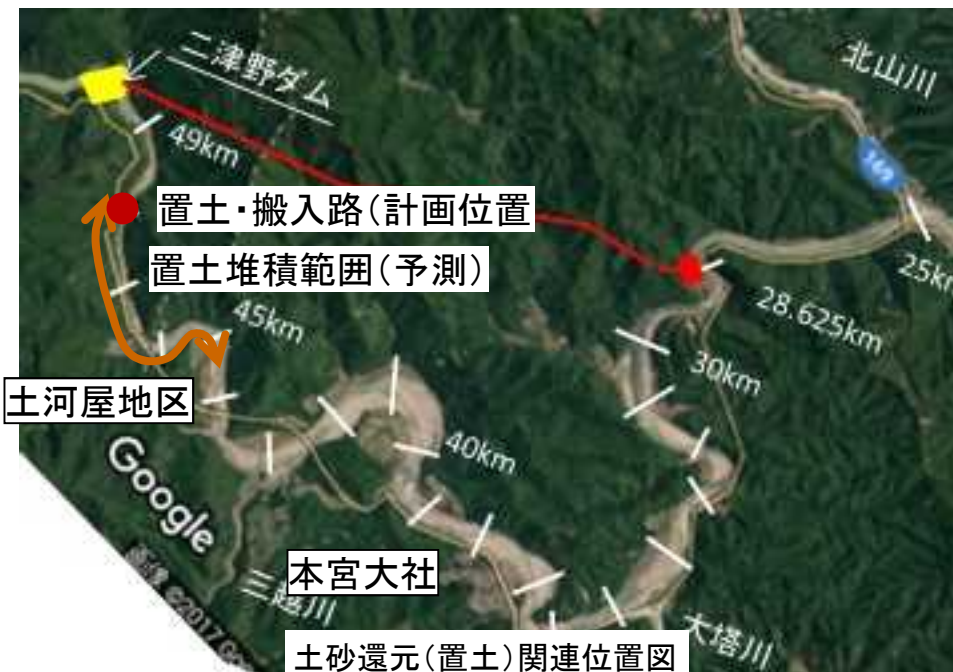 二津野ダム
北山川
49km
169
置土・搬入路(計画位置
置土堆積範囲(予測)
25km
28.625km
45km
30km
土河屋地区
40km
Google
本宮大社
三越川
大塔川
©2017 Goo
土砂還元(置土)関連位置図